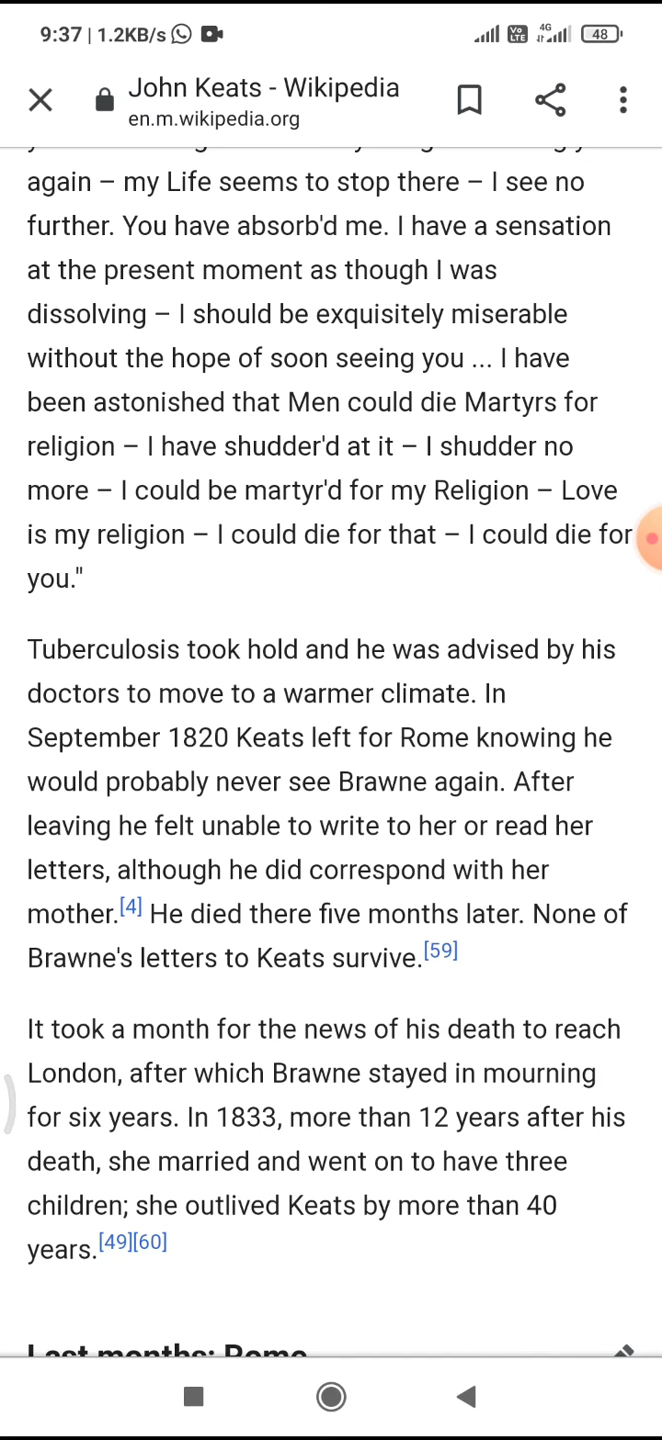 9:37 | 1.2KB/s
Vo LTE 4G 48
John Keats - Wikipedia
en.m.wikipedia.org
again – my Life seems to stop there – I see no
further. You have absorb'd me. I have a sensation
at the present moment as though I was
dissolving – I should be exquisitely miserable
without the hope of soon seeing you ... I have
been astonished that Men could die Martyrs for
religion – I have shudder'd at it – I shudder no
more – I could be martyr'd for my Religion – Love
is my religion – I could die for that – I could die for
you."
Tuberculosis took hold and he was advised by his
doctors to move to a warmer climate. In
September 1820 Keats left for Rome knowing he
would probably never see Brawne again. After
leaving he felt unable to write to her or read her
letters, although he did correspond with her
mother.[4] He died there five months later. None of
Brawne's letters to Keats survive.[59]
It took a month for the news of his death to reach
London, after which Brawne stayed in mourning
for six years. In 1833, more than 12 years after his
death, she married and went on to have three
children; she outlived Keats by more than 40
years.[49][60]
Last months: Rome